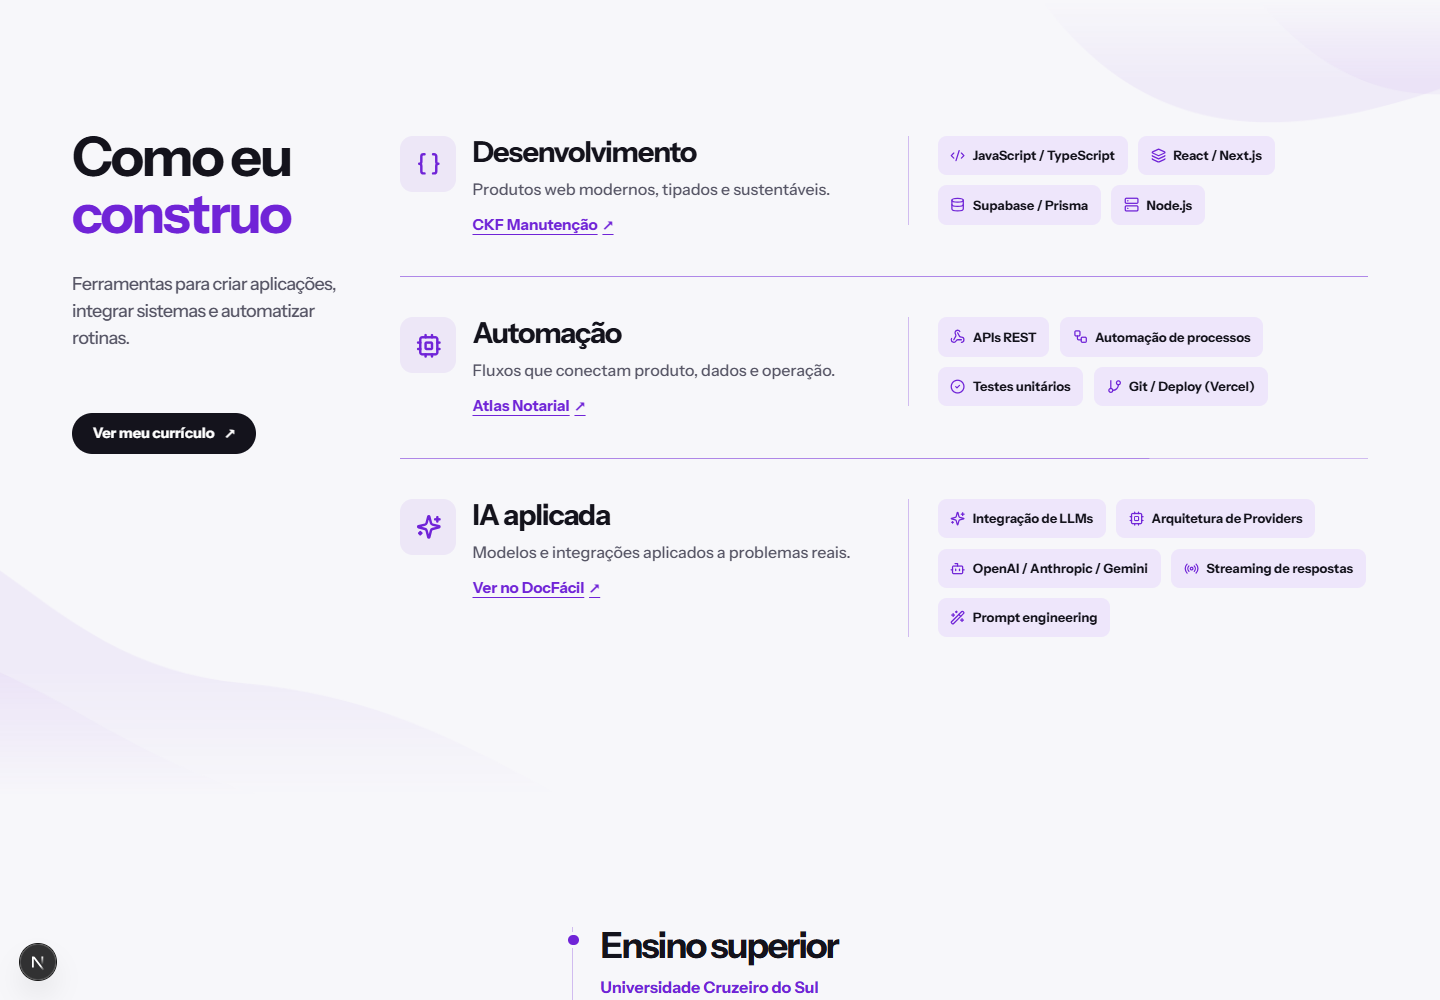 Como eu
construo
Ferramentas para criar aplicações,
integrar sistemas e automatizar
rotinas.
Ver meu currículo ↗
Desenvolvimento
Produtos web modernos, tipados e sustentáveis.
CKF Manutenção ↗
JavaScript / TypeScript
React / Next.js
Supabase / Prisma
Node.js
Automação
Fluxos que conectam produto, dados e operação.
Atlas Notarial ↗
APIs REST
Automação de processos
Testes unitários
Git / Deploy (Vercel)
IA aplicada
Modelos e integrações aplicados a problemas reais.
Ver no DocFácil ↗
Integração de LLMs
Arquitetura de Providers
OpenAI / Anthropic / Gemini
Streaming de respostas
Prompt engineering
Ensino superior
Universidade Cruzeiro do Sul
N